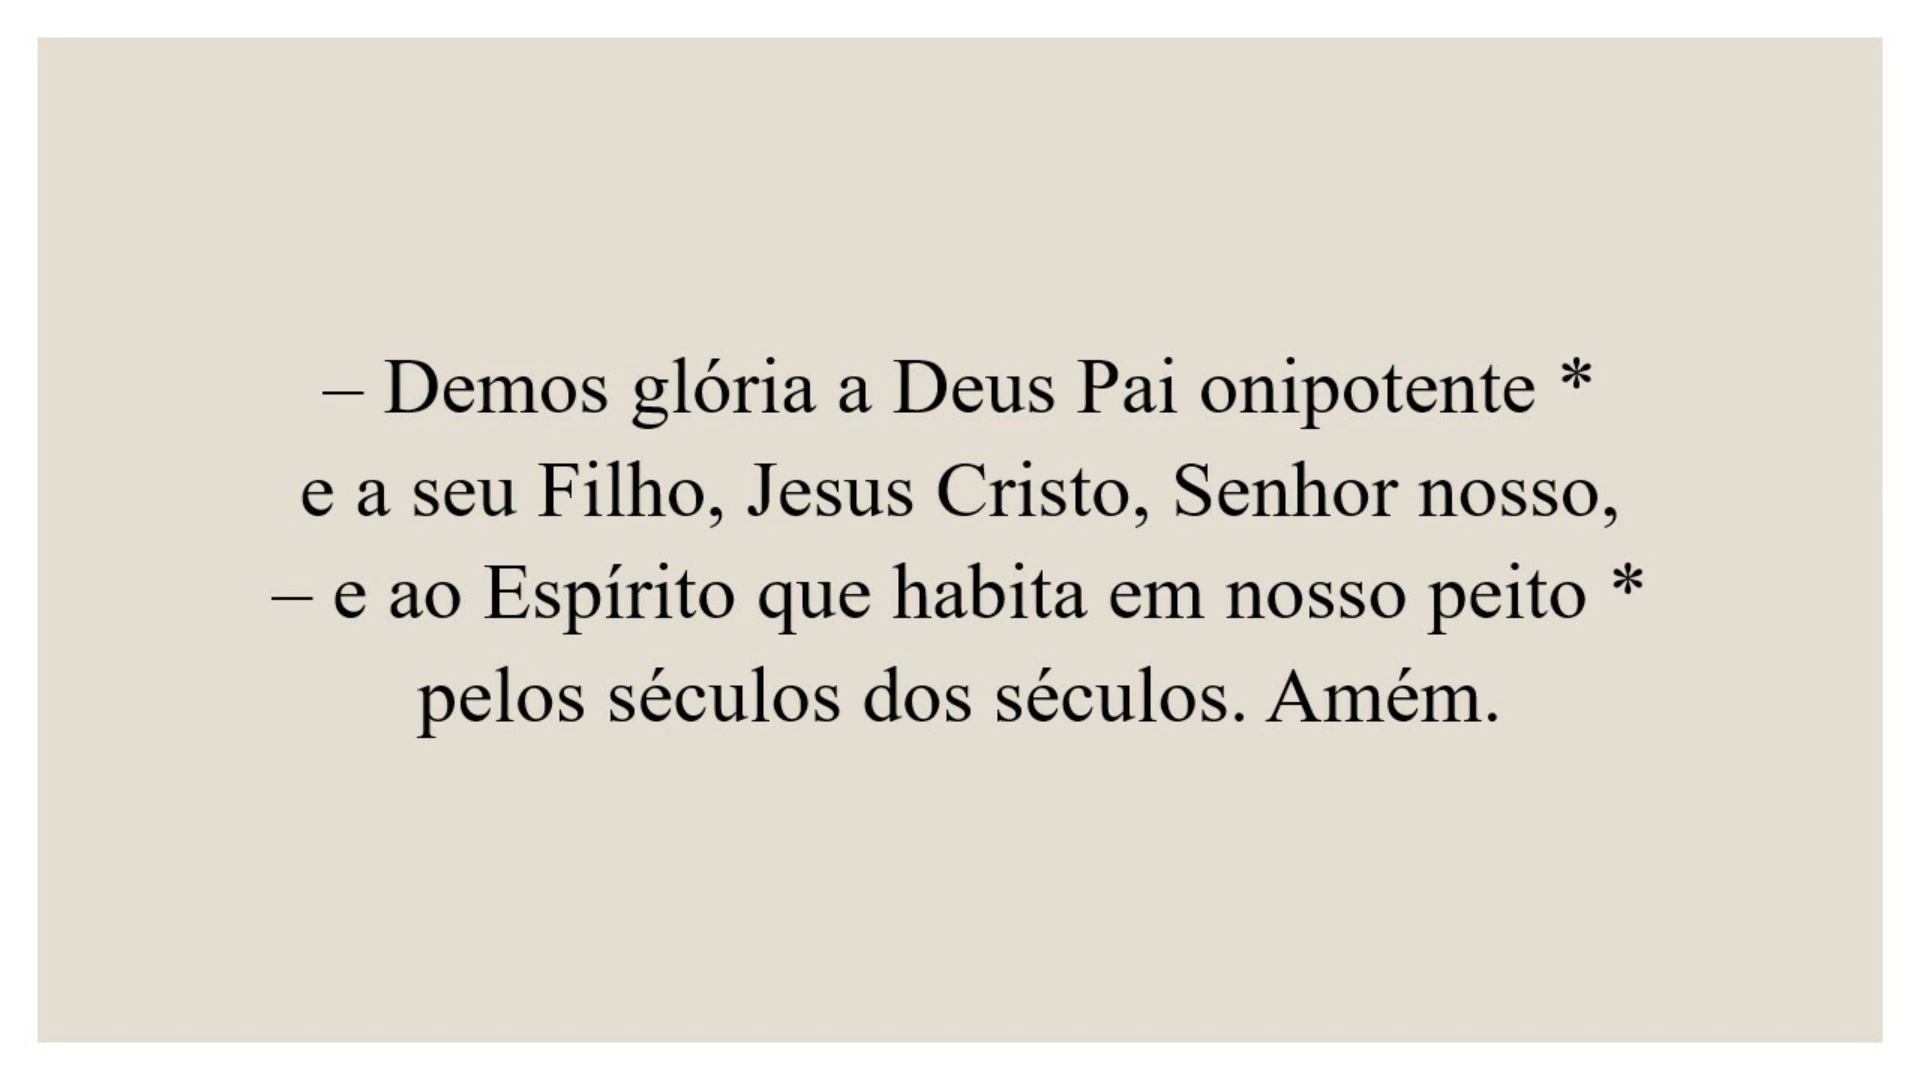 – Demos glória a Deus Pai onipotente *
e a seu Filho, Jesus Cristo, Senhor nosso,
– e ao Espírito que habita em nosso peito *
pelos séculos dos séculos. Amém.